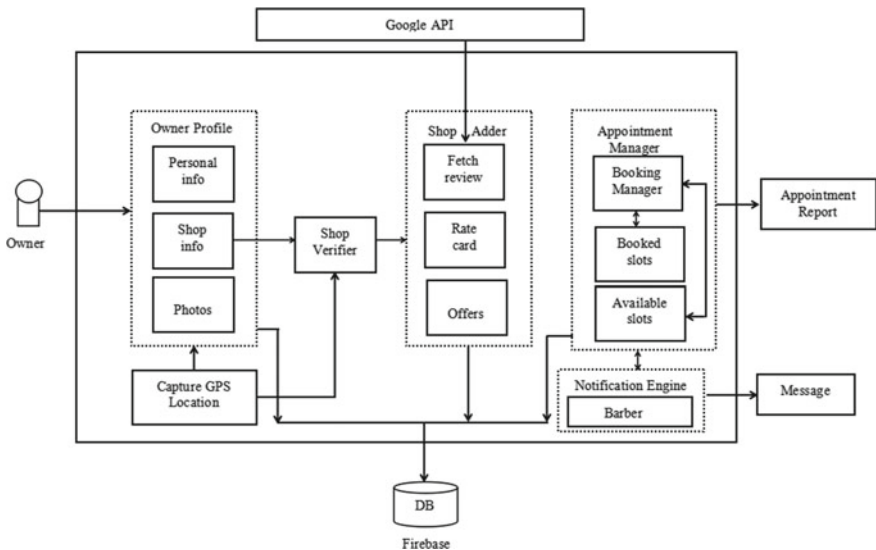 Google API
Owner Profile
Personal
info
Shop
info
Photos
Capture GPS
Location
Owner
Shop
Verifier
Shop Adder
Fetch
review
Rate
card
Offers
Appointment
Manager
Booking
Manager
Booked
slots
Available
slots
Notification Engine
Barber
Appointment
Report
Message
DB
Firebase